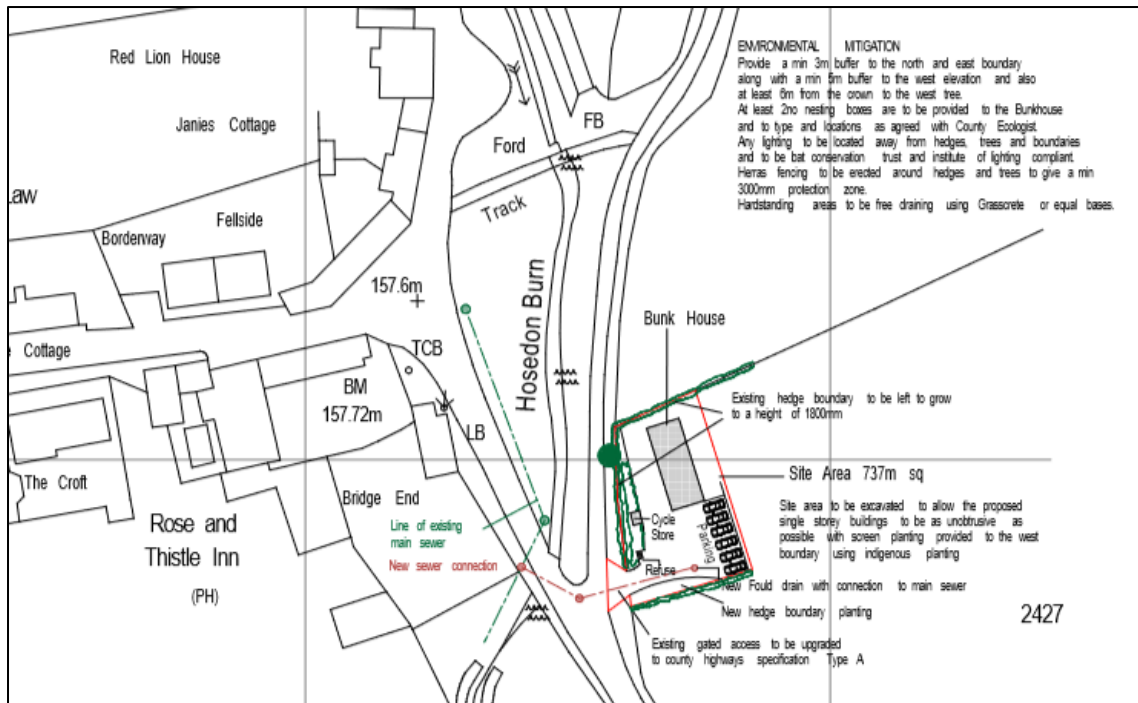 Red Lion House
Janies Cottage
Law
Fellside
Borderway
Cottage
The Croft
Rose and
Thistle Inn
(PH)
157.6m
TCB
BM
157.72m
LB
Bridge End
Line of existing
main sewer
New sewer connection
Ford
FB
Track
Hosedon Burn
ENVIRONMENTAL MITIGATION
Provide a min 3m buffer to the north and east boundary
along with a min 5m buffer to the west elevation and also
at least 6m from the crown to the west tree.
At least 2no nesting boxes are to be provided to the Bunkhouse
and to type and locations as agreed with County Ecologist.
Any lighting to be located away from hedges, trees and boundaries
and to be bat conservation trust and institute of lighting compliant.
Herras fencing to be erected around hedges and trees to give a min
3000mm protection zone.
Hardstanding areas to be free draining using Grasscrete or equal bases.
Bunk House
Existing hedge boundary to be left to grow
to a height of 1800mm
Site Area 737m sq
Site area to be excavated to allow the proposed
single storey buildings to be as unobtrusive as
possible with screen planting provided to the west
boundary using indigenous planting
Cycle
Store
Parking
Refuse
New Fould drain with connection to main sewer
New hedge boundary planting
2427
Existing gated access to be upgraded
to county highways specification Type A